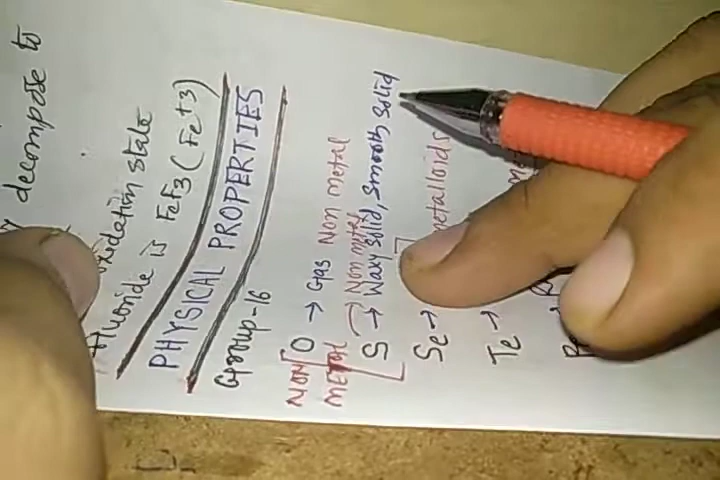 decompose to
oxidation state
fluoride is Fet3 (Fe+3)
PHYSICAL PROPERTIES
Group-16
NON METAL
O → Gas Non metal
S → Non metal
Waxy solid, smooth solid
Se →
metalloids
Te →